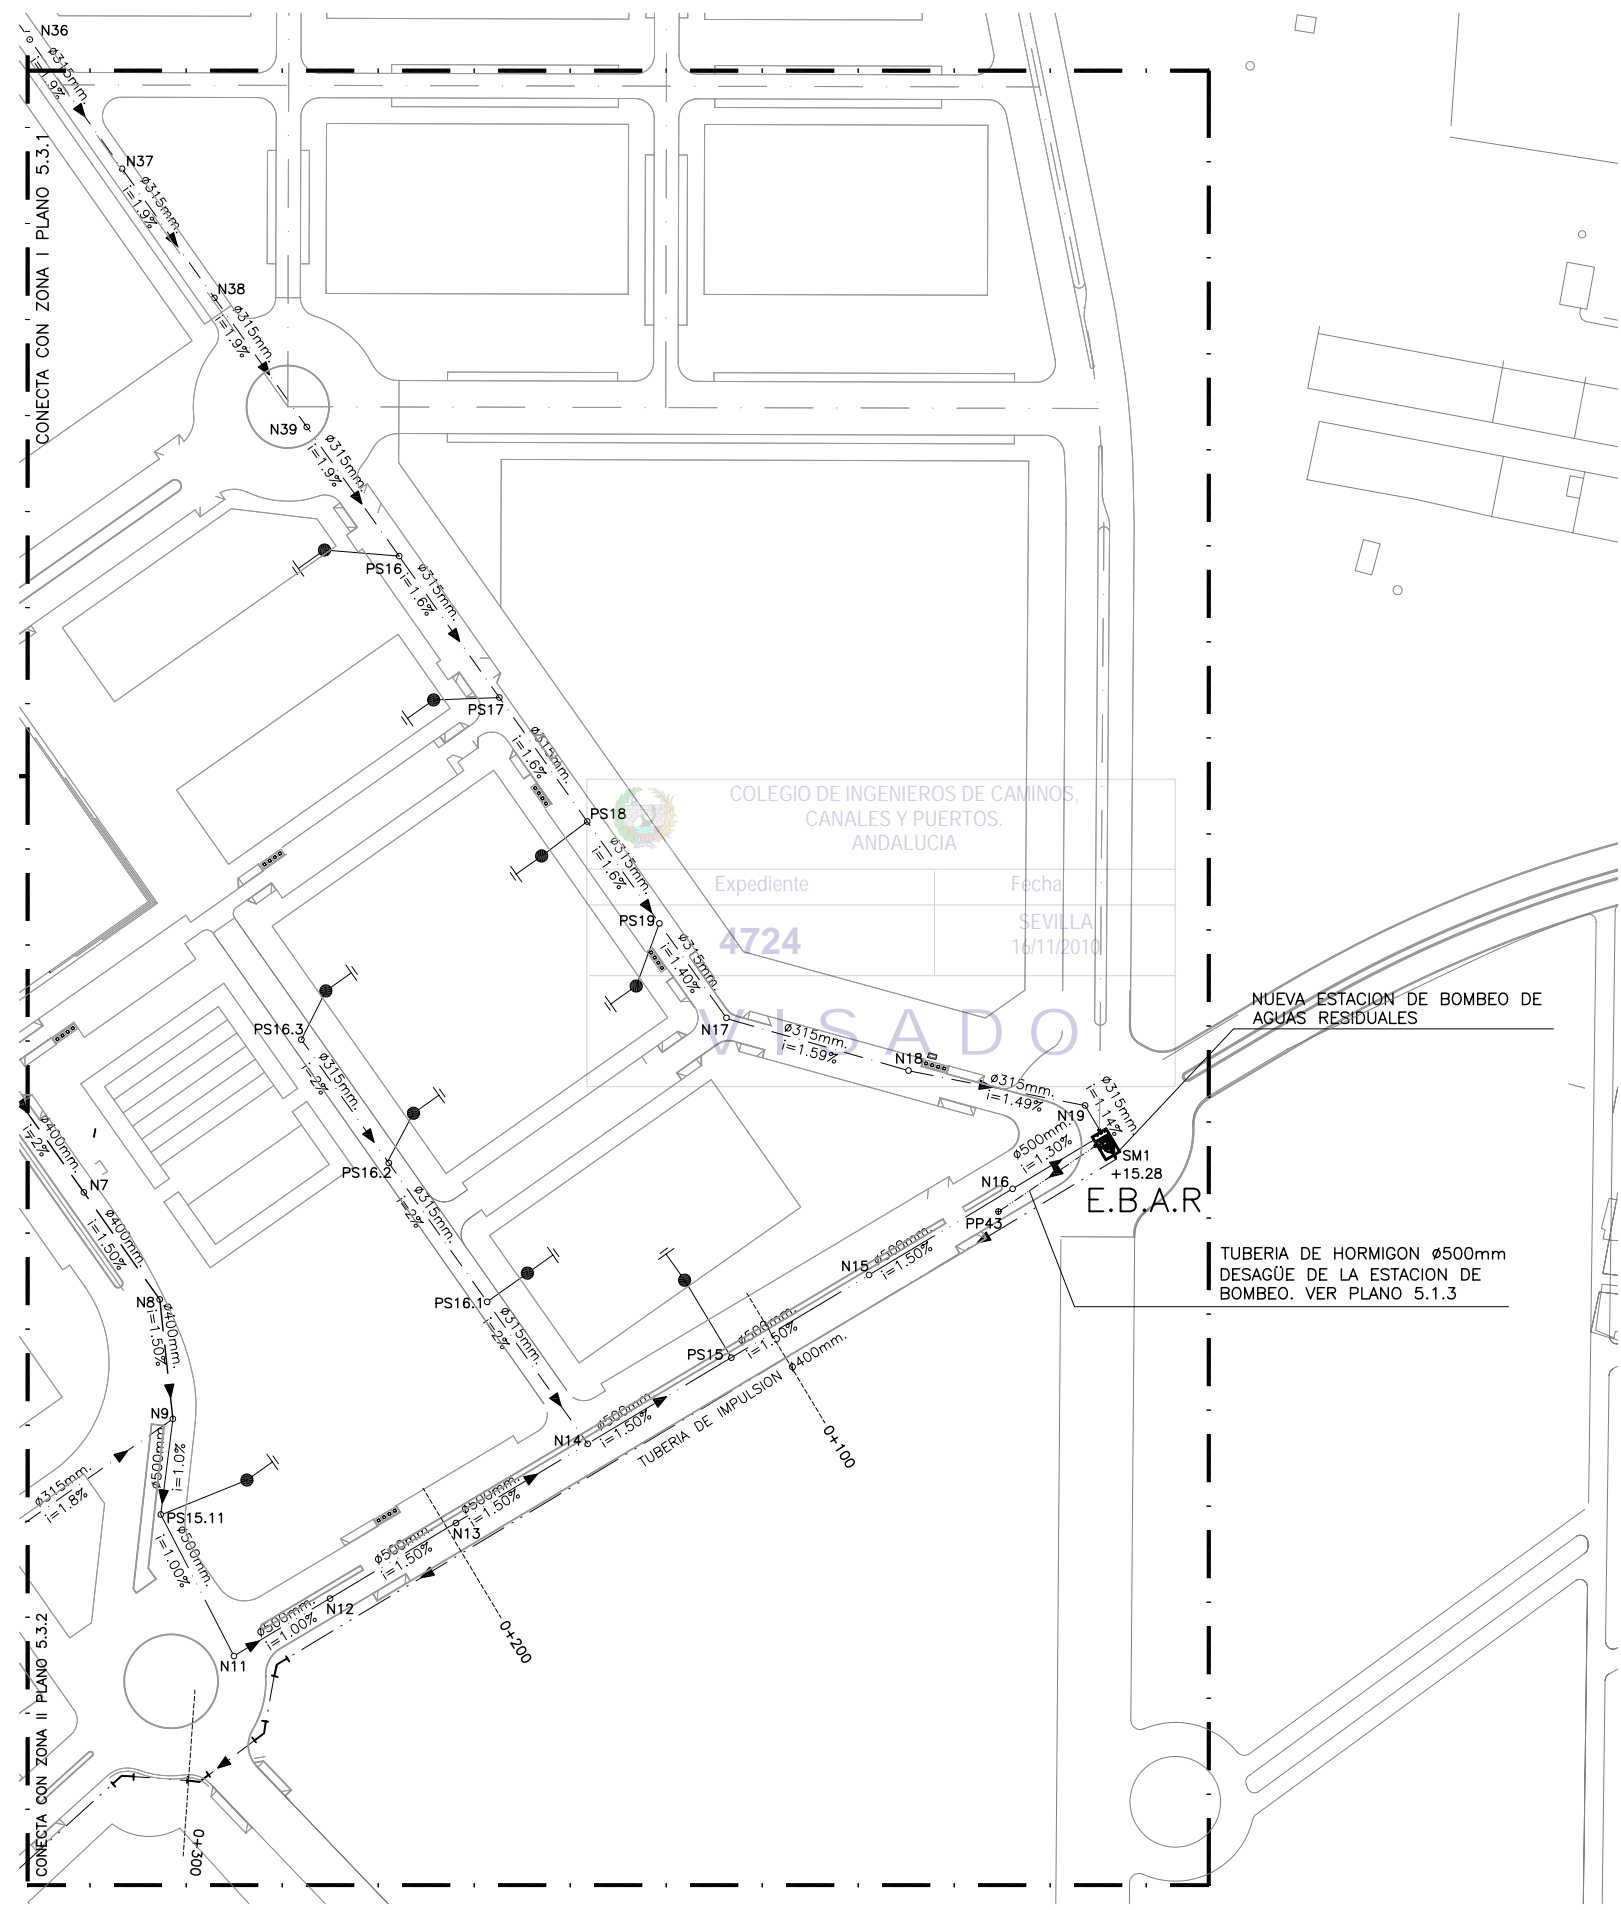 N36
ø315mm.
i=1.9%
CONECTA CON ZONA I PLANO 5.3.1
N37
ø315mm.
i=1.9%
N38
ø315mm.
i=1.9%
N39
ø315mm.
i=1.9%
PS16
ø315mm.
i=1.6%
PS17
ø315mm.
i=1.6%
PS18
ø315mm.
i=1.6%
PS19
ø315mm.
i=1.40%
N17
ø315mm.
i=1.59%
N18
ø315mm.
i=1.49%
N19
ø315mm.
i=1.14%
COLEGIO DE INGENIEROS DE CAMINOS,
CANALES Y PUERTOS.
ANDALUCIA
Expediente
Fecha
4724
SEVILLA
16/11/2010
VISADO
NUEVA ESTACION DE BOMBEO DE
AGUAS RESIDUALES
SM1
+15.28
E.B.A.R
ø500mm.
i=1.30%
N16
PP43
TUBERIA DE HORMIGON ø500mm
DESAGÜE DE LA ESTACION DE
BOMBEO. VER PLANO 5.1.3
PS16.3
ø315mm.
i=2%
PS16.2
ø315mm.
i=2%
PS16.1
ø315mm.
i=2%
ø400mm.
i=2%
N7
ø400mm.
i=1.50%
N8
ø400mm.
i=1.50%
N9
ø500mm.
i=1.0%
ø315mm.
i=1.8%
PS15.11
ø500mm.
i=1.00%
N11
ø500mm.
i=1.00%
N12
ø500mm.
i=1.50%
N13
ø500mm.
i=1.50%
N14
ø500mm.
i=1.50%
PS15
ø500mm.
i=1.50%
N15
ø500mm.
i=1.50%
TUBERIA DE IMPULSION ø400mm.
0+100
0+200
0+300
CONECTA CON ZONA II PLANO 5.3.2